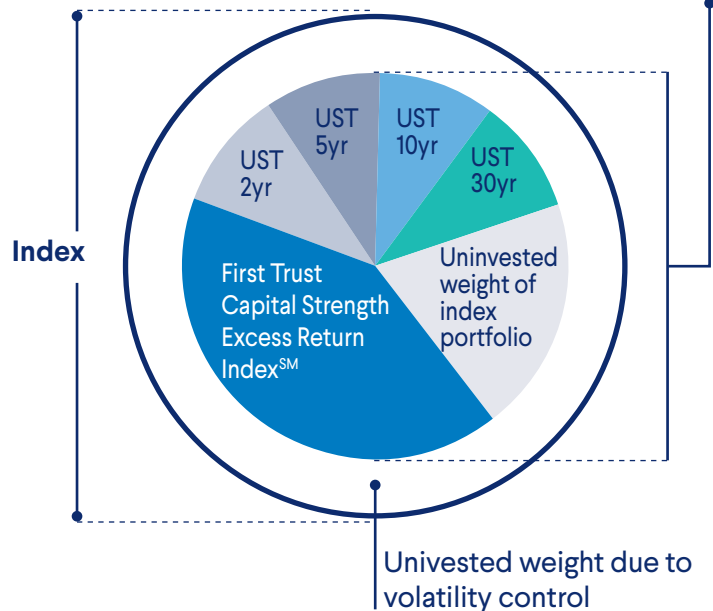 UST
5yr
UST
10yr
UST
2yr
UST
30yr
Index
First Trust
Capital Strength
Excess Return
Index℠
Uninvested
weight of
index
portfolio
Univested weight due to
volatility control